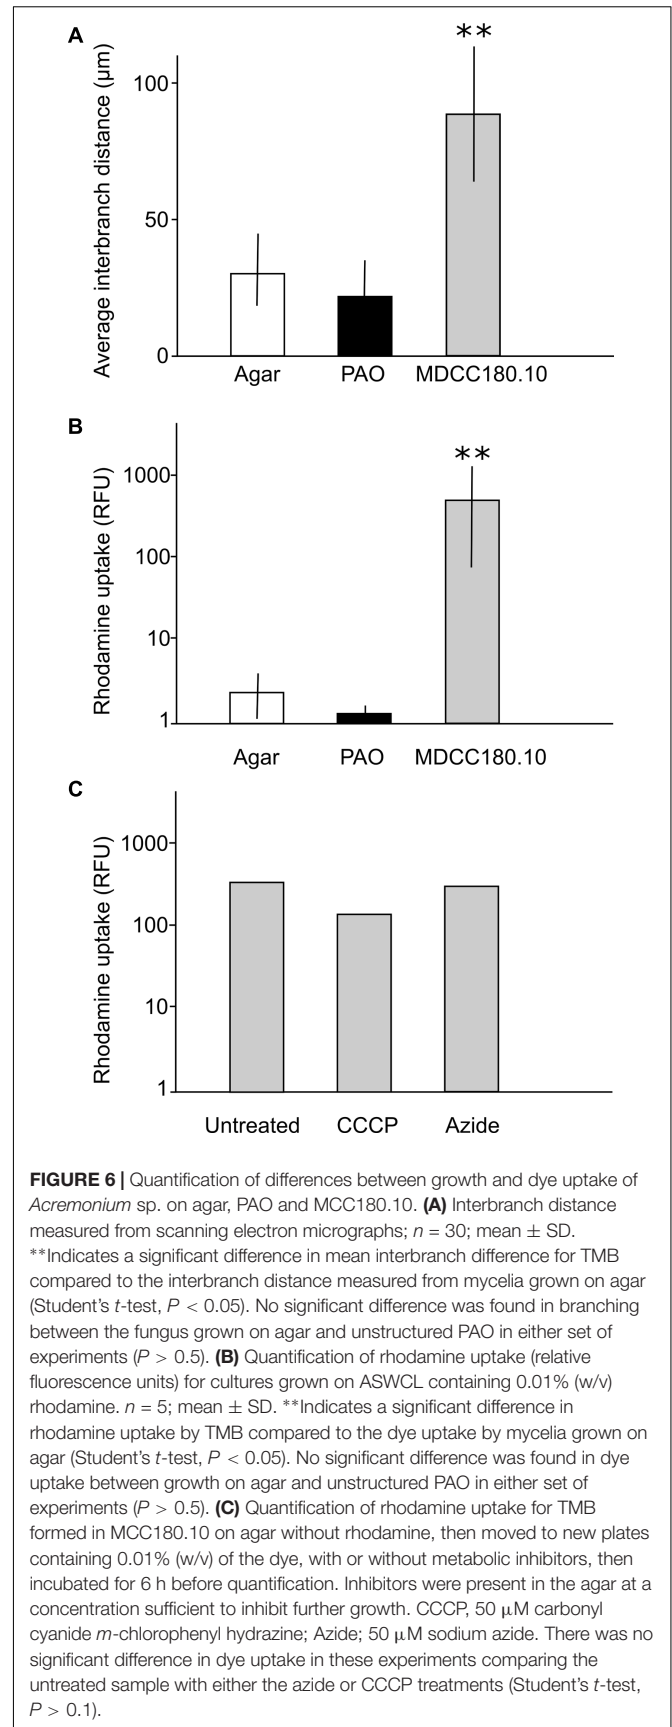 A
**
Average interbranch distance (µm)
100
50
0
Agar PAO MDCC180.10
B
**
Rhodamine uptake (RFU)
1000
100
10
1
Agar PAO MDCC180.10
C
Rhodamine uptake (RFU)
1000
100
10
1
Untreated CCCP Azide
FIGURE 6 | Quantification of differences between growth and dye uptake of
Acremonium sp. on agar, PAO and MCC180.10. (A) Interbranch distance
measured from scanning electron micrographs; n = 30; mean ± SD.
**Indicates a significant difference in mean interbranch difference for TMB
compared to the interbranch distance measured from mycelia grown on agar
(Student's t-test, P < 0.05). No significant difference was found in branching
between the fungus grown on agar and unstructured PAO in either set of
experiments (P > 0.5). (B) Quantification of rhodamine uptake (relative
fluorescence units) for cultures grown on ASWCL containing 0.01% (w/v)
rhodamine. n = 5; mean ± SD. **Indicates a significant difference in
rhodamine uptake by TMB compared to the dye uptake by mycelia grown on
agar (Student's t-test, P < 0.05). No significant difference was found in dye
uptake between growth on agar and unstructured PAO in either set of
experiments (P > 0.5). (C) Quantification of rhodamine uptake for TMB
formed in MCC180.10 on agar without rhodamine, then moved to new plates
containing 0.01% (w/v) of the dye, with or without metabolic inhibitors, then
incubated for 6 h before quantification. Inhibitors were present in the agar at a
concentration sufficient to inhibit further growth. CCCP, 50 µM carbonyl
cyanide m-chlorophenyl hydrazine; Azide; 50 µM sodium azide. There was no
significant difference in dye uptake in these experiments comparing the
untreated sample with either the azide or CCCP treatments (Student's t-test,
P > 0.1).